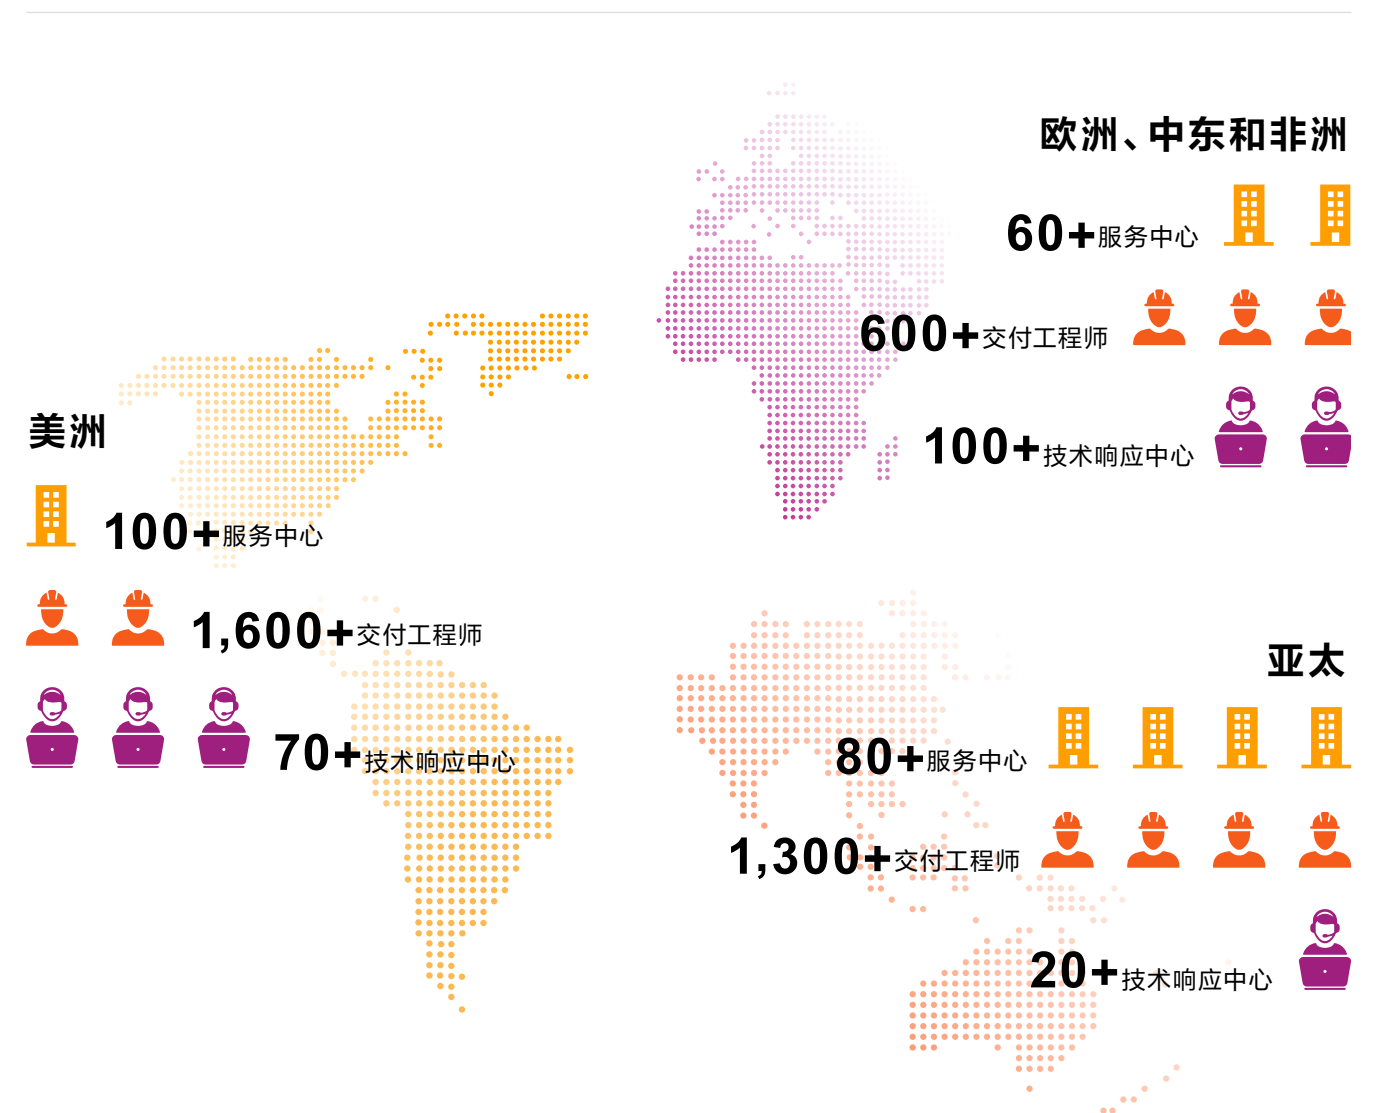 欧洲、中东和非洲
60+服务中心
600+交付工程师
100+技术响应中心
美洲
100+服务中心
1,600+交付工程师
70+技术响应中心
亚太
80+服务中心
1,300+交付工程师
20+技术响应中心